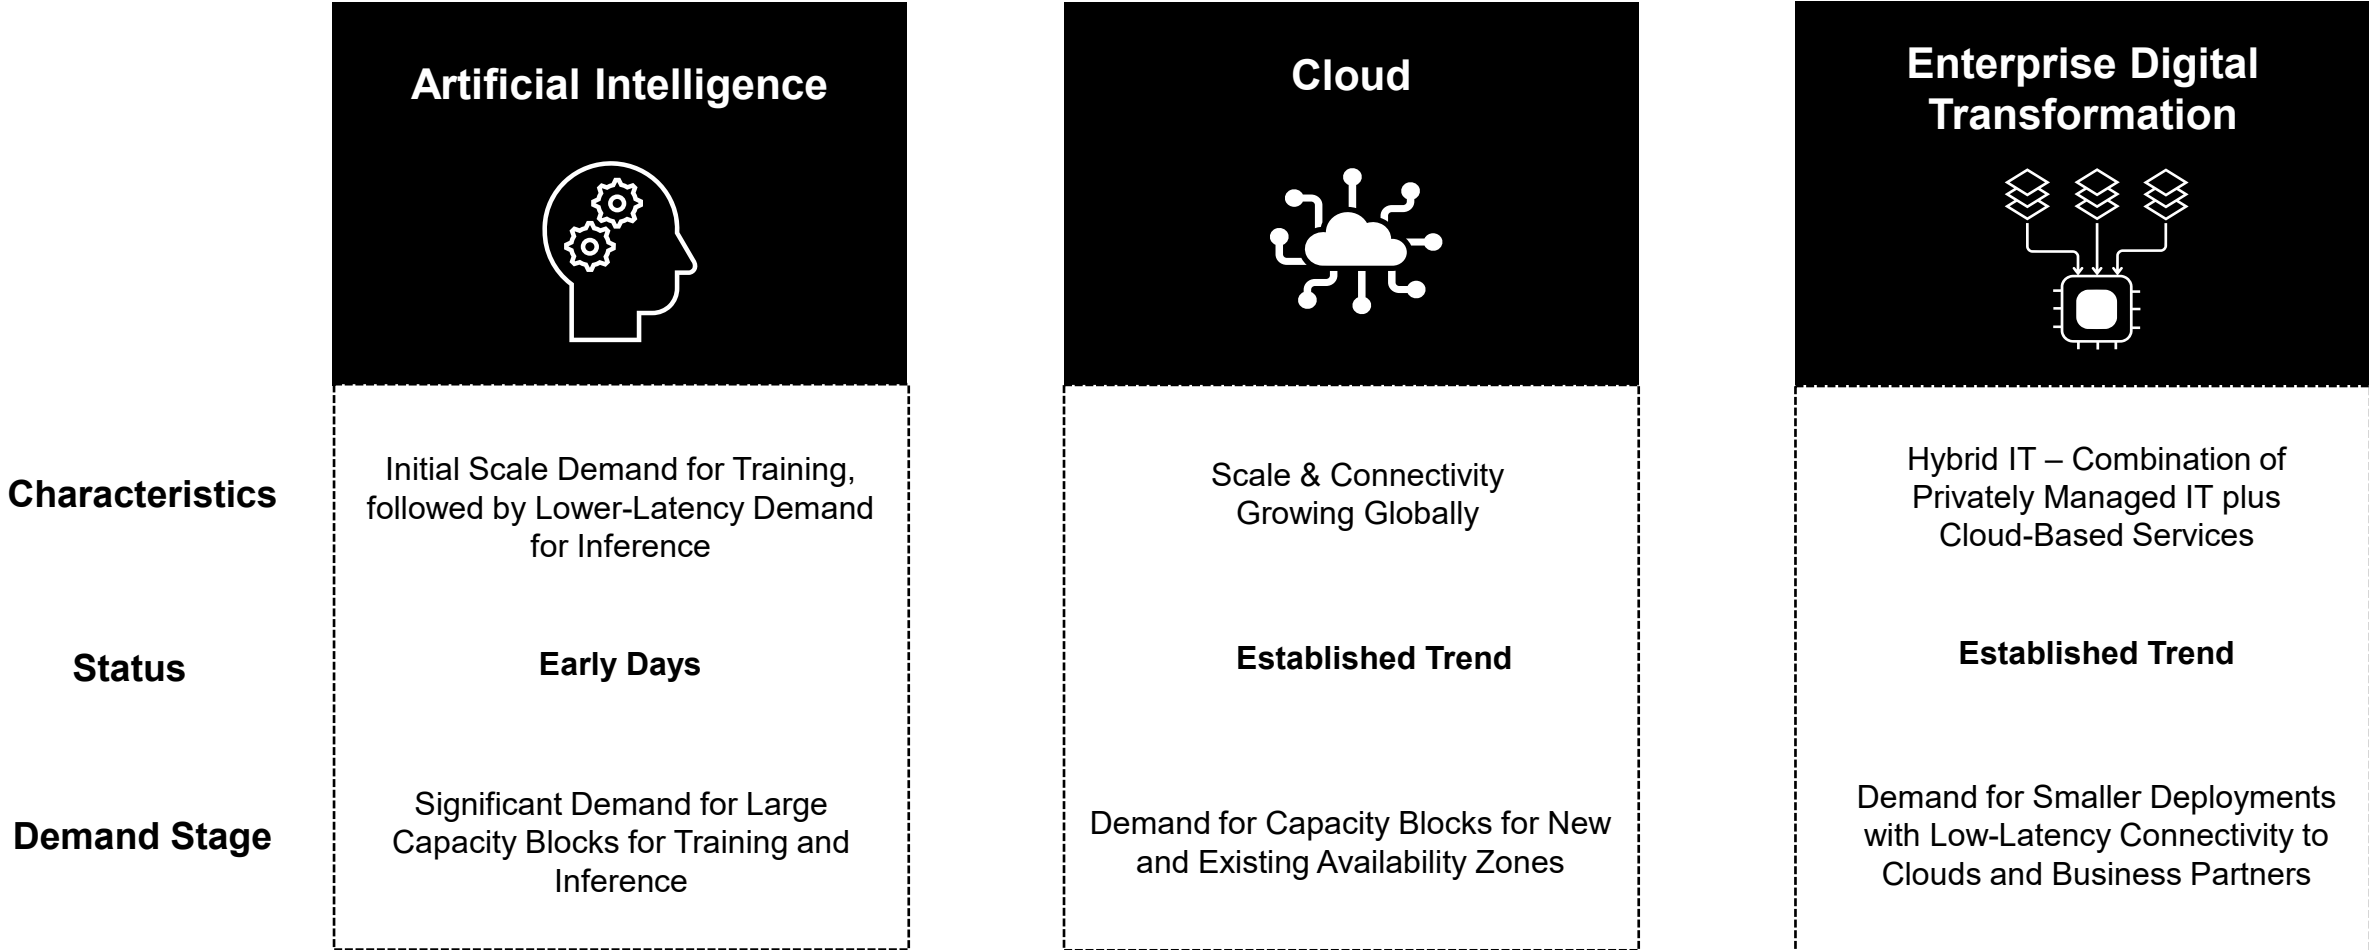 Artificial Intelligence
Cloud
Enterprise Digital
Transformation
Characteristics
Initial Scale Demand for Training,
followed by Lower-Latency Demand
for Inference
Scale & Connectivity
Growing Globally
Hybrid IT – Combination of
Privately Managed IT plus
Cloud-Based Services
Status
Early Days
Established Trend
Established Trend
Demand Stage
Significant Demand for Large
Capacity Blocks for Training and
Inference
Demand for Capacity Blocks for New
and Existing Availability Zones
Demand for Smaller Deployments
with Low-Latency Connectivity to
Clouds and Business Partners